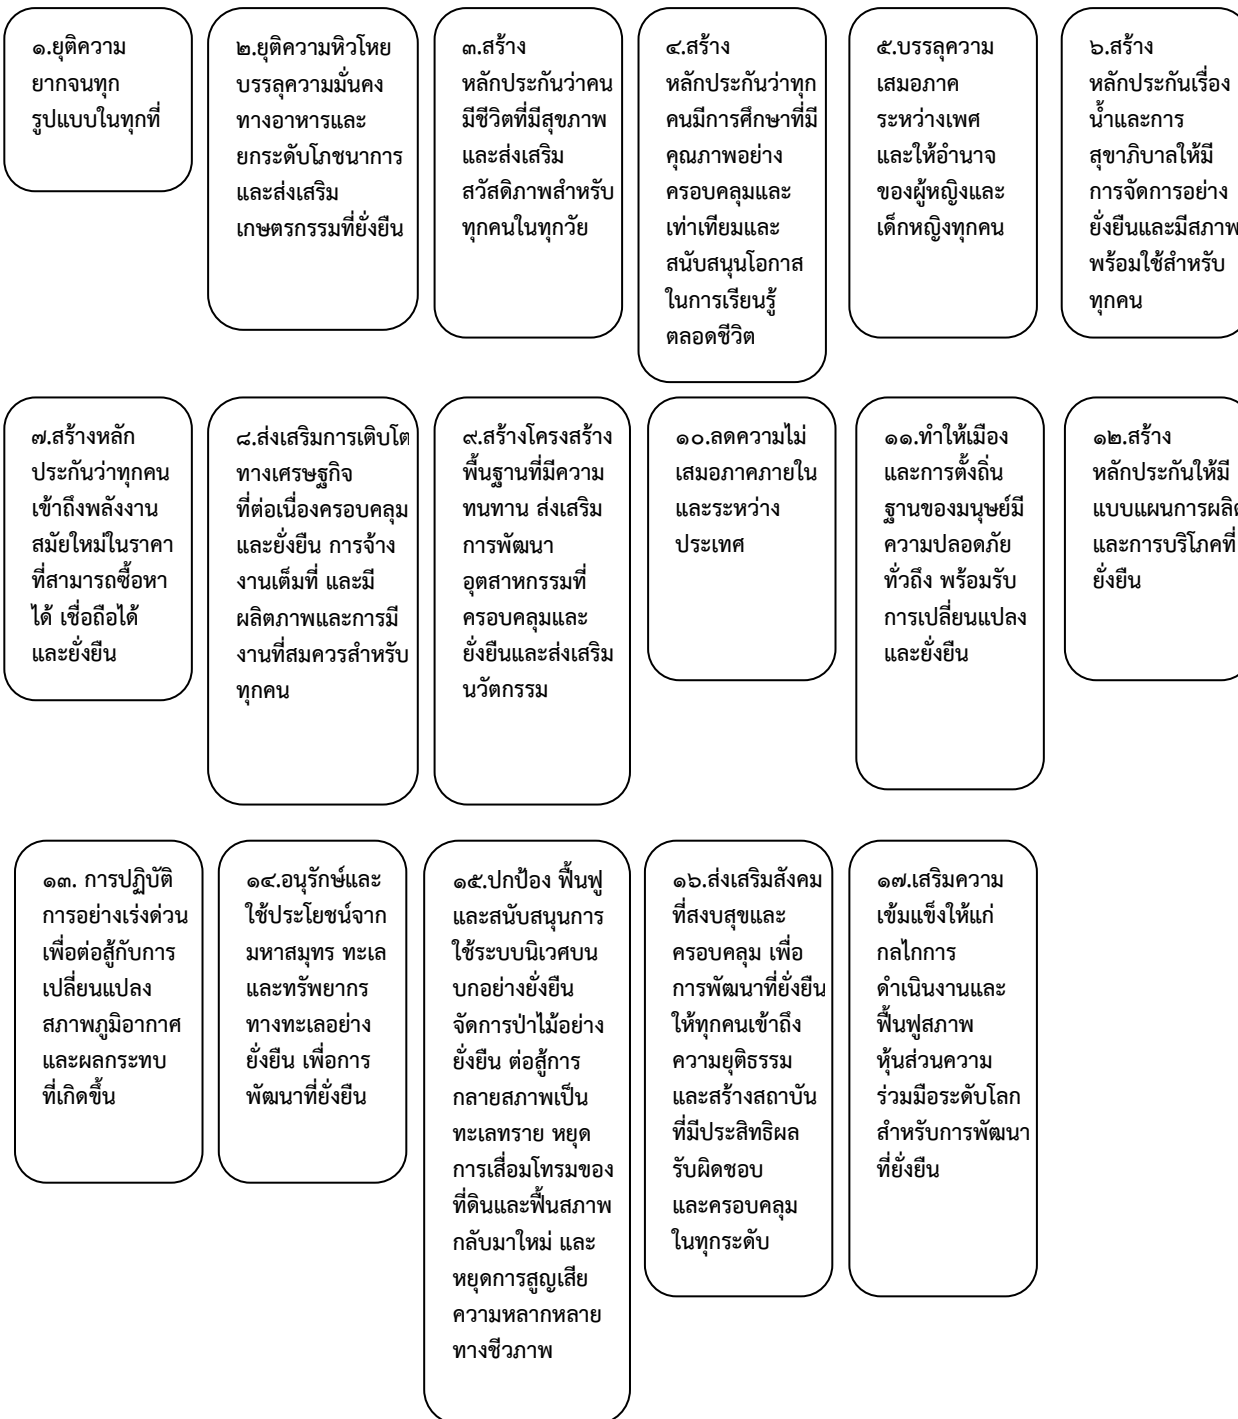 ๑.ยุติความ
ยากจนทุก
รูปแบบในทุกที่
๒.ยุติความหิวโหย
บรรลุความมั่นคง
ทางอาหารและ
ยกระดับโภชนาการ
และส่งเสริม
เกษตรกรรมที่ยั่งยืน
๓.สร้าง
หลักประกันว่าคน
มีชีวิตที่มีสุขภาพ
และส่งเสริม
สวัสดิภาพสำหรับ
ทุกคนในทุกวัย
๔.สร้าง
หลักประกันว่าทุก
คนมีการศึกษาที่มี
คุณภาพอย่าง
ครอบคลุมและ
เท่าเทียมและ
สนับสนุนโอกาส
ในการเรียนรู้
ตลอดชีวิต
๕.บรรลุความ
เสมอภาค
ระหว่างเพศ
และให้อำนาจ
ของผู้หญิงและ
เด็กหญิงทุกคน
๖.สร้าง
หลักประกันเรื่อง
น้ำและการ
สุขาภิบาลให้มี
การจัดการอย่าง
ยั่งยืนและมีสภาพ
พร้อมใช้สำหรับ
ทุกคน
๗.สร้างหลัก
ประกันว่าทุกคน
เข้าถึงพลังงาน
สมัยใหม่ในราคา
ที่สามารถซื้อหา
ได้ เชื่อถือได้
และยั่งยืน
๘.ส่งเสริมการเติบโต
ทางเศรษฐกิจ
ที่ต่อเนื่องครอบคลุม
และยั่งยืน การจ้าง
งานเต็มที่ และมี
ผลิตภาพและการมี
งานที่สมควรสำหรับ
ทุกคน
๙.สร้างโครงสร้าง
พื้นฐานที่มีความ
ทนทาน ส่งเสริม
การพัฒนา
อุตสาหกรรมที่
ครอบคลุมและ
ยั่งยืนและส่งเสริม
นวัตกรรม
๑๐.ลดความไม่
เสมอภาคภายใน
และระหว่าง
ประเทศ
๑๑.ทำให้เมือง
และการตั้งถิ่น
ฐานของมนุษย์มี
ความปลอดภัย
ทั่วถึง พร้อมรับ
การเปลี่ยนแปลง
และยั่งยืน
๑๒.สร้าง
หลักประกันให้มี
แบบแผนการผลิต
และการบริโภคที่
ยั่งยืน
๑๓. การปฏิบัติ
การอย่างเร่งด่วน
เพื่อต่อสู้กับการ
เปลี่ยนแปลง
สภาพภูมิอากาศ
และผลกระทบ
ที่เกิดขึ้น
๑๔.อนุรักษ์และ
ใช้ประโยชน์จาก
มหาสมุทร ทะเล
และทรัพยากร
ทางทะเลอย่าง
ยั่งยืน เพื่อการ
พัฒนาที่ยั่งยืน
๑๕.ปกป้อง ฟื้นฟู
และสนับสนุนการ
ใช้ระบบนิเวศบน
บกอย่างยั่งยืน
จัดการป่าไม้อย่าง
ยั่งยืน ต่อสู้การ
กลายสภาพเป็น
ทะเลทราย หยุด
การเสื่อมโทรมของ
ที่ดินและฟื้นสภาพ
กลับมาใหม่ และ
หยุดการสูญเสีย
ความหลากหลาย
ทางชีวภาพ
๑๖.ส่งเสริมสังคม
ที่สงบสุขและ
ครอบคลุม เพื่อ
การพัฒนาที่ยั่งยืน
ให้ทุกคนเข้าถึง
ความยุติธรรม
และสร้างสถาบัน
ที่มีประสิทธิผล
รับผิดชอบ
และครอบคลุม
ในทุกระดับ
๑๗.เสริมความ
เข้มแข็งให้แก่
กลไกการ
ดำเนินงานและ
ฟื้นฟูสภาพ
หุ้นส่วนความ
ร่วมมือระดับโลก
สำหรับการพัฒนา
ที่ยั่งยืน